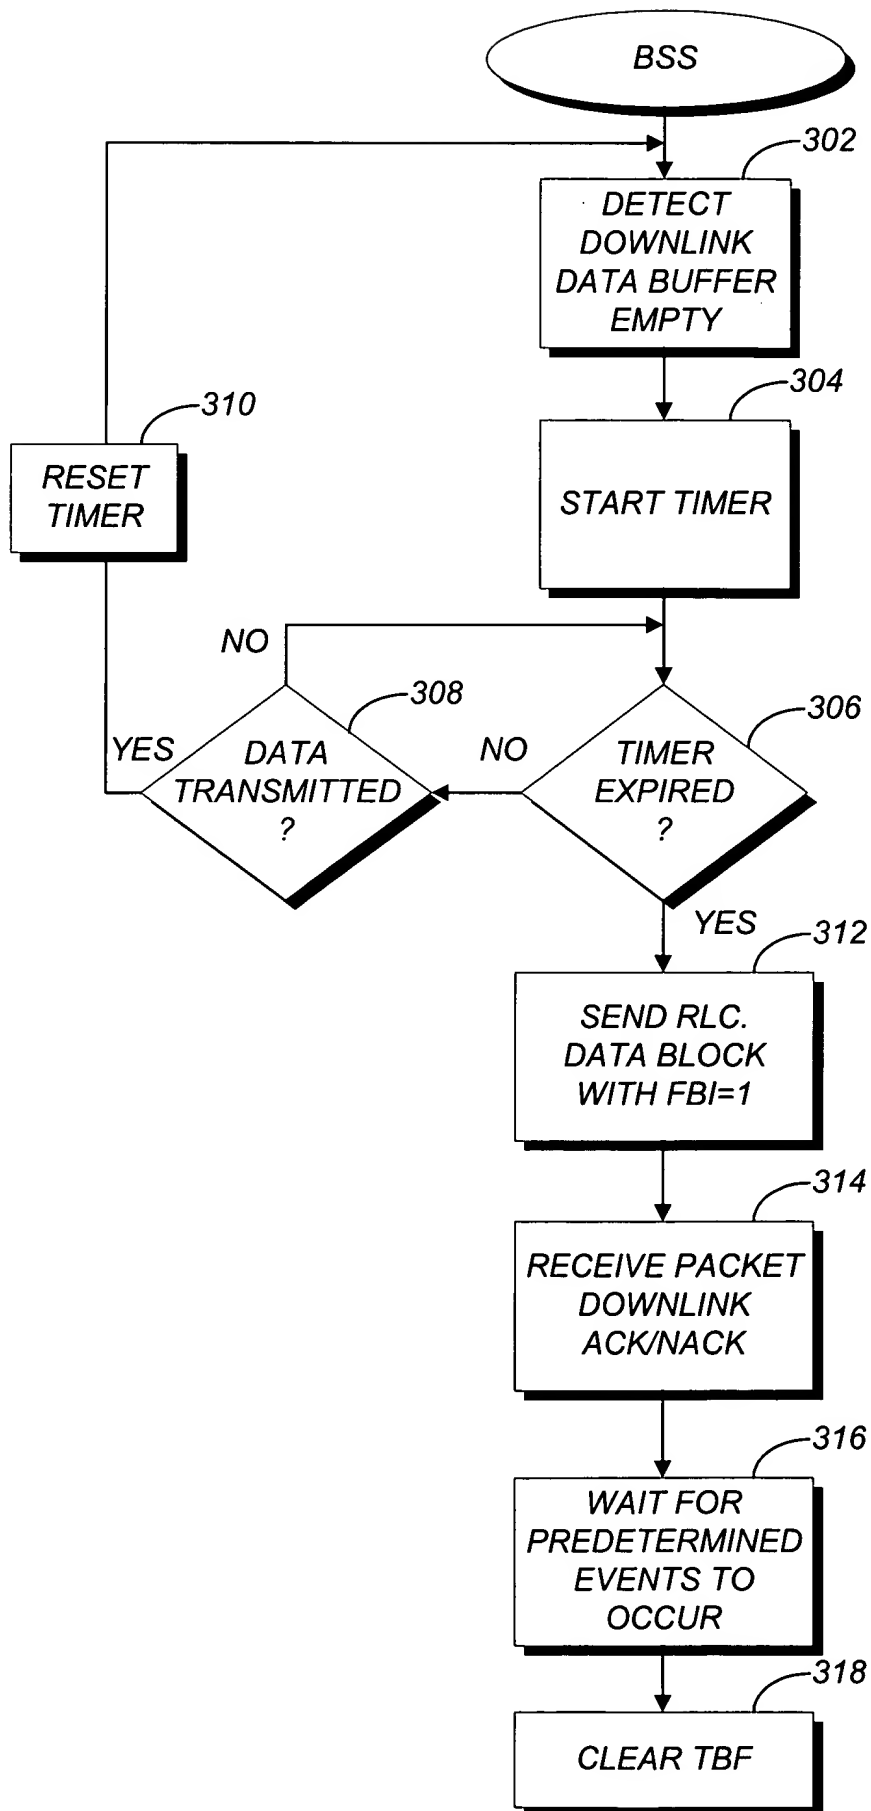 BSS
302
DETECT
DOWNLINK
DATA BUFFER
EMPTY
304
START TIMER
310
RESET
TIMER
NO
308
306
YES
DATA
TRANSMITTED
?
NO
TIMER
EXPIRED
?
YES
312
SEND RLC.
DATA BLOCK
WITH FBI=1
314
RECEIVE PACKET
DOWNLINK
ACK/NACK
316
WAIT FOR
PREDETERMINED
EVENTS TO
OCCUR
318
CLEAR TBF